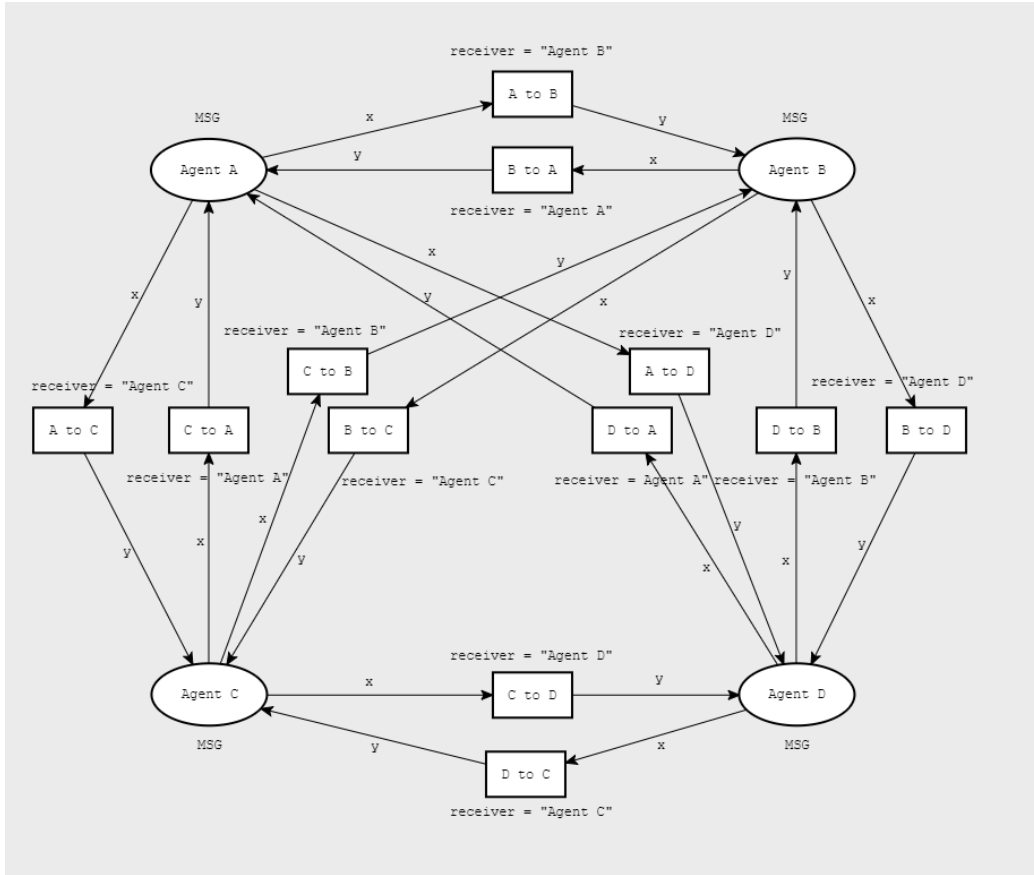 receiver = "Agent B"
A to B
x
y
MSG
MSG
Agent A
y
B to A
x
Agent B
receiver = "Agent A"
x
y
y
y
x
y
x
x
receiver = "Agent B"
receiver = "Agent D"
C to B
A to D
receiver = "Agent C"
receiver = "Agent D"
A to C
C to A
B to C
D to A
D to B
B to D
receiver = "Agent A"
receiver = "Agent C"
receiver = Agent A"
receiver = "Agent B"
x
y
y
x
y
y
x
x
receiver = "Agent D"
Agent C
x
C to D
y
Agent D
MSG
y
x
MSG
D to C
receiver = "Agent C"